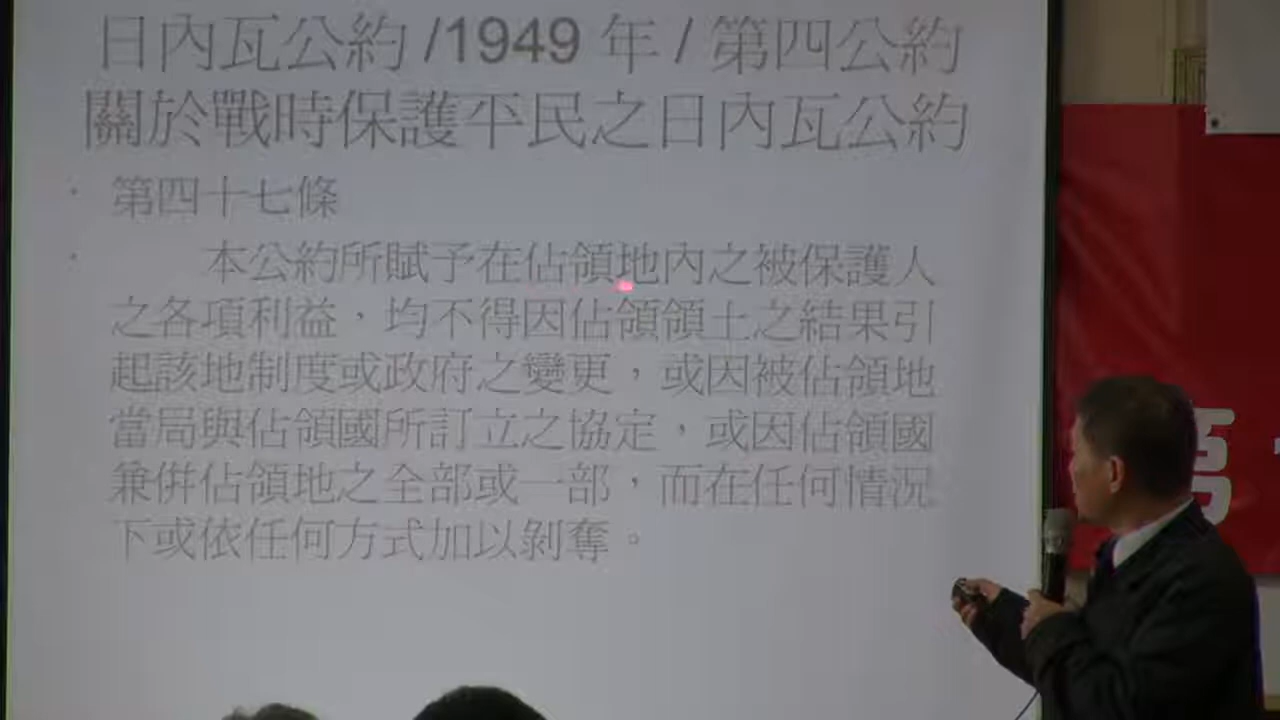 日內瓦公約 /1949 年 / 第四公約
關於戰時保護平民之日內瓦公約
· 第四十七條
· 本公約所賦予在佔領地內之被保護人
之各項利益，均不得因佔領領土之結果引
起該地制度或政府之變更，或因被佔領地
當局與佔領國所訂立之協定，或因佔領國
兼併佔領地之全部或一部，而在任何情況
下或依任何方式加以剝奪。